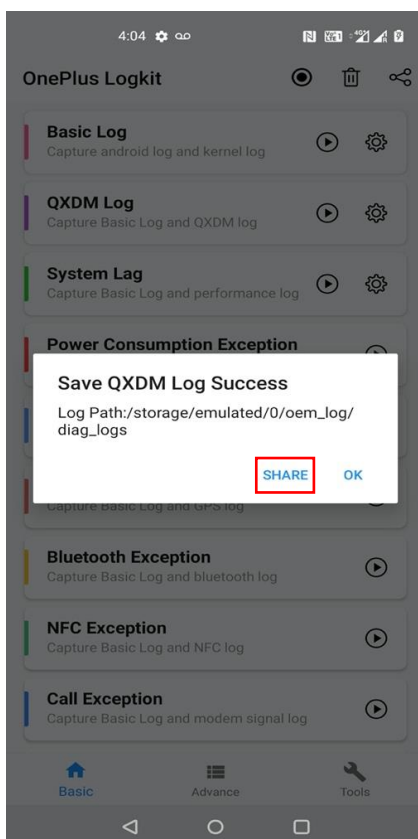 4:04
OnePlus Logkit
Basic Log
Capture android log and kernel log
QXDM Log
Capture Basic Log and QXDM log
System Lag
Capture Basic Log and performance log
Power Consumption Exception
Save QXDM Log Success
Log Path:/storage/emulated/0/oem_log/
diag_logs
SHARE OK
Capture Basic Log and GPS log
Bluetooth Exception
Capture Basic Log and bluetooth log
NFC Exception
Capture Basic Log and NFC log
Call Exception
Capture Basic Log and modem signal log
Basic Advance Tools